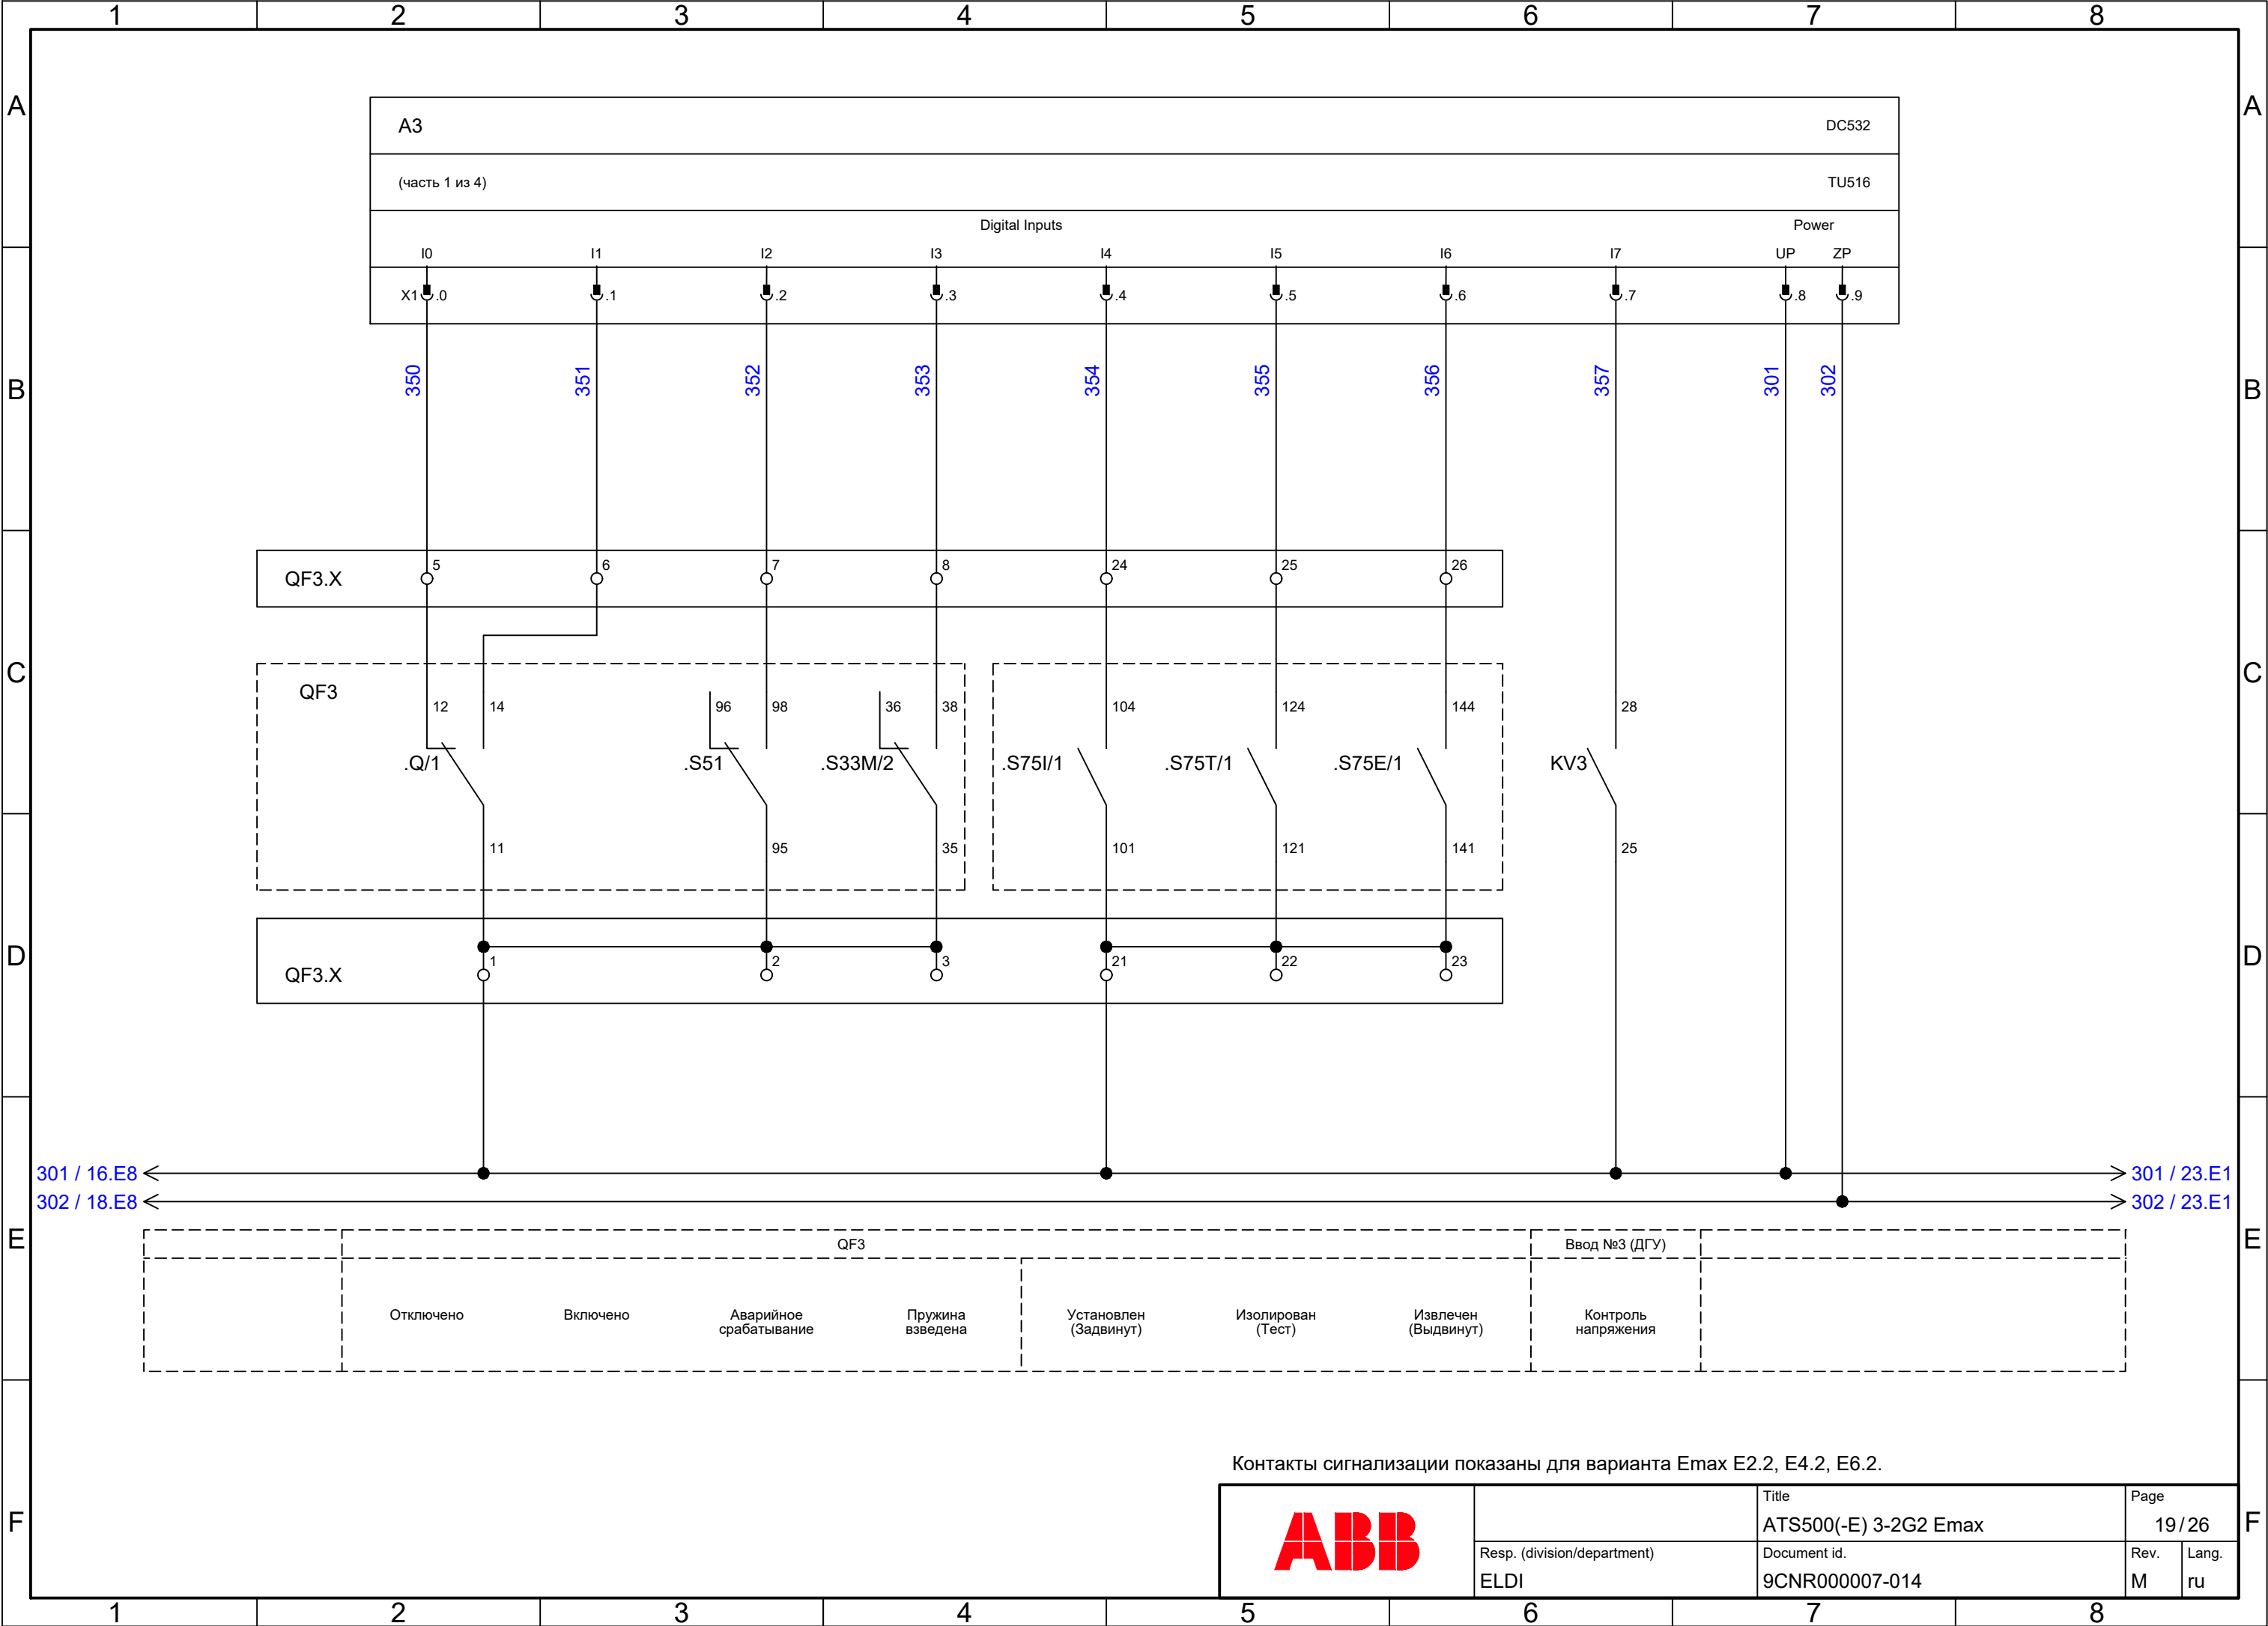 1 2 3 4 5 6 7 8
A A
A3 DC532
(часть 1 из 4) TU516
Digital Inputs Power
I0 I1 I2 I3 I4 I5 I6 I7 UP ZP
X1 .0 .1 .2 .3 .4 .5 .6 .7 .8 .9
350 351 352 353 354 355 356 357 301 302
B B
QF3.X 5 6 7 8 24 25 26
C C
QF3
12 14 96 98 36 38 104 124 144 28
.Q/1 .S51 .S33M/2 .S75I/1 .S75T/1 .S75E/1 KV3
11 95 35 101 121 141 25
D D
QF3.X 1 2 3 21 22 23
301 / 16.E8 301 / 23.E1
302 / 18.E8 302 / 23.E1
E E
QF3 Ввод №3 (ДГУ)
Отключено Включено Аварийное срабатывание Пружина взведена Установлен (Задвинут) Изолирован (Тест) Извлечен (Выдвинут) Контроль напряжения
Контакты сигнализации показаны для варианта Emax E2.2, E4.2, E6.2.
F F
ABB
Title
ATS500(-E) 3-2G2 Emax
Page
19/26
Resp. (division/department)
ELDI
Document id.
9CNR000007-014
Rev.
M
Lang.
ru
1 2 3 4 5 6 7 8